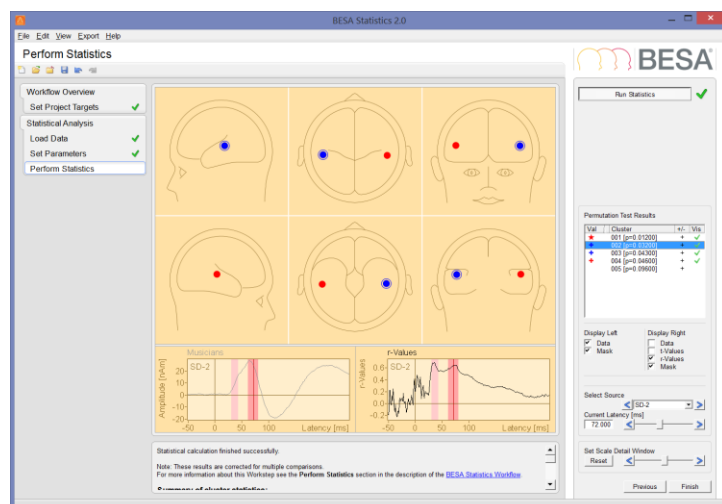 BESA Statistics 2.0
File Edit View Export Help
Perform Statistics
BESA®
Workflow Overview
Set Project Targets
Statistical Analysis
Load Data
Set Parameters
Perform Statistics
Run Statistics
Permutation Test Results
Val Cluster +/- Vis
001 [p=0.01200] +
002 [p=0.03200] +
003 [p=0.04300] +
004 [p=0.04600] +
005 [p=0.09600] +
Display Left
Data
Mask
Display Right
Data
t-Values
r-Values
Mask
Select Source
SD-2
Current Latency [ms]
72.000
Set Scale Detail Window
Reset
Previous Finish
Musicians
SD-2
Amplitude [nAm]
20
10
0
-10
-20
-50 0 50 100 150 Latency [ms]
r-Values
SD-2
r-Values
0.6
0.4
0.2
0.0
-0.2
-50 0 50 100 150 Latency [ms]
Statistical calculation finished successfully.
Note: These results are corrected for multiple comparisons.
For more information about this Workstep see the Perform Statistics section in the description of the BESA Statistics Workflow.
Summary of cluster statistics: